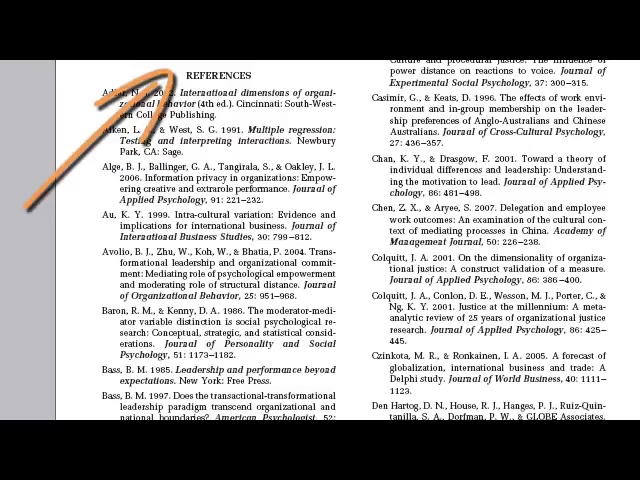 REFERENCES
Adler, N. J. 2002. International dimensions of organi-
zational behavior (4th ed.). Cincinnati: South-West-
ern College Publishing.
Aiken, L. S., & West, S. G. 1991. Multiple regression:
Testing and interpreting interactions. Newbury
Park, CA: Sage.
Alge, B. J., Ballinger, G. A., Tangirala, S., & Oakley, J. L.
2006. Information privacy in organizations: Empow-
ering creative and extrarole performance. Journal of
Applied Psychology, 91: 221–232.
Au, K. Y. 1999. Intra-cultural variation: Evidence and
implications for international business. Journal of
International Business Studies, 30: 799–812.
Avolio, B. J., Zhu, W., Koh, W., & Bhatia, P. 2004. Trans-
formational leadership and organizational commit-
ment: Mediating role of psychological empowerment
and moderating role of structural distance. Journal
of Organizational Behavior, 25: 951–968.
Baron, R. M., & Kenny, D. A. 1986. The moderator-medi-
ator variable distinction is social psychological re-
search: Conceptual, strategic, and statistical consid-
erations. Journal of Personality and Social
Psychology, 51: 1173–1182.
Bass, B. M. 1985. Leadership and performance beyond
expectations. New York: Free Press.
Bass, B. M. 1997. Does the transactional-transformational
leadership paradigm transcend organizational and
national boundaries? American Psychologist, 52:
Culture and procedural justice: The influence of
power distance on reactions to voice. Journal of
Experimental Social Psychology, 37: 300–315.
Casimir, G., & Keats, D. 1996. The effects of work envi-
ronment and in-group membership on the leader-
ship preferences of Anglo-Australians and Chinese
Australians. Journal of Cross-Cultural Psychology,
27: 436–357.
Chan, K. Y., & Drasgow, F. 2001. Toward a theory of
individual differences and leadership: Understand-
ing the motivation to lead. Journal of Applied Psy-
chology, 86: 481–498.
Chen, Z. X., & Aryee, S. 2007. Delegation and employee
work outcomes: An examination of the cultural con-
text of mediating processes in China. Academy of
Management Journal, 50: 226–238.
Colquitt, J. A. 2001. On the dimensionality of organiza-
tional justice: A construct validation of a measure.
Journal of Applied Psychology, 86: 386–400.
Colquitt, J. A., Conlon, D. E., Wesson, M. J., Porter, C., &
Ng, K. Y. 2001. Justice at the millennium: A meta-
analytic review of 25 years of organizational justice
research. Journal of Applied Psychology, 86: 425–
445.
Czinkota, M. R., & Ronkainen, I. A. 2005. A forecast of
globalization, international business and trade: A
Delphi study. Journal of World Business, 40: 1111–
1123.
Den Hartog, D. N., House, R. J., Hanges, P. J., Ruiz-Quin-
tanilla, S. A., Dorfman, P. W., & GLOBE Associates.